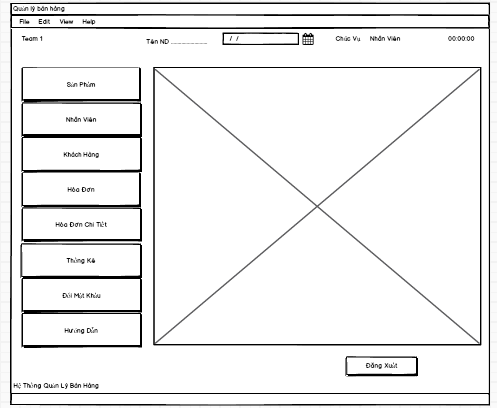 Quản lý bán hàng
File Edit View Help
Team 1
Tên ND ..............
/ /
Chức Vụ Nhân Viên
00:00:00
Sản Phẩm
Nhân Viên
Khách Hàng
Hóa Đơn
Hóa Đơn Chi Tiết
Thống Kê
Đổi Mật Khẩu
Hướng Dẫn
Đăng Xuất
Hệ Thống Quản Lý Bán Hàng